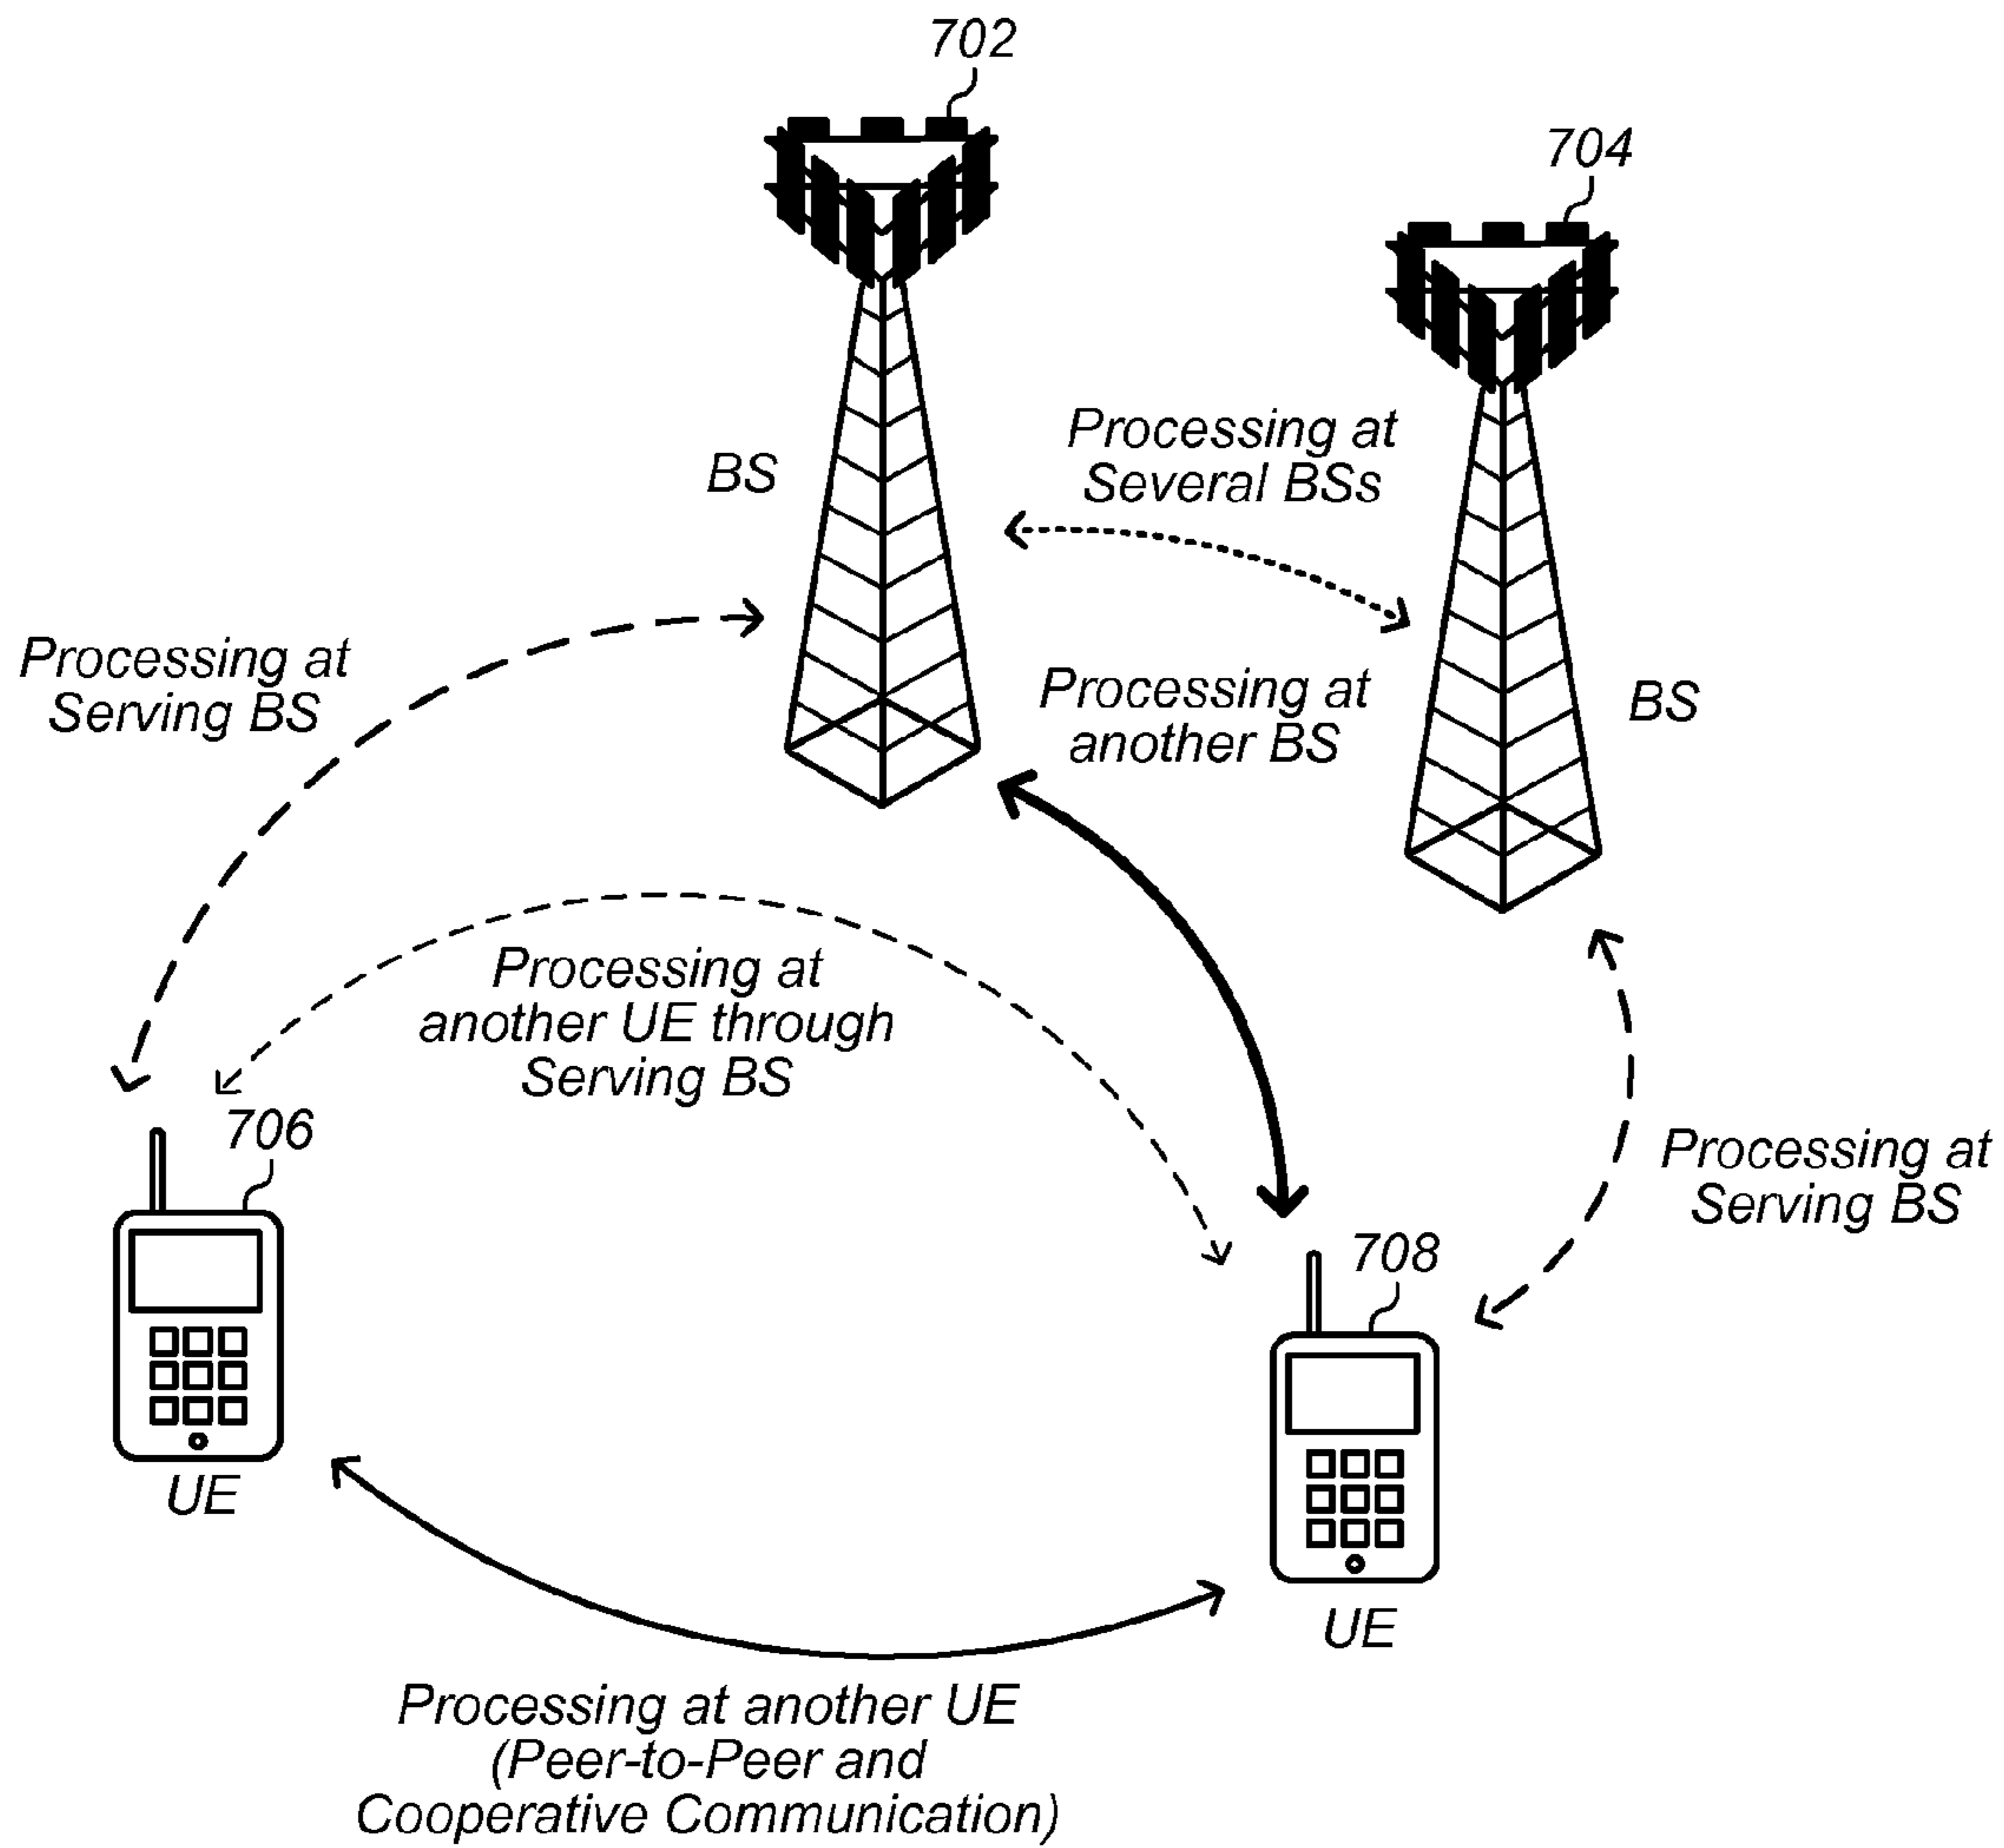 702
704
Processing at
Several BSs
BS
Processing at
Serving BS
Processing at
another BS
BS
Processing at
another UE through
Serving BS
706
Processing at
Serving BS
708
UE
UE
Processing at another UE
(Peer-to-Peer and
Cooperative Communication)